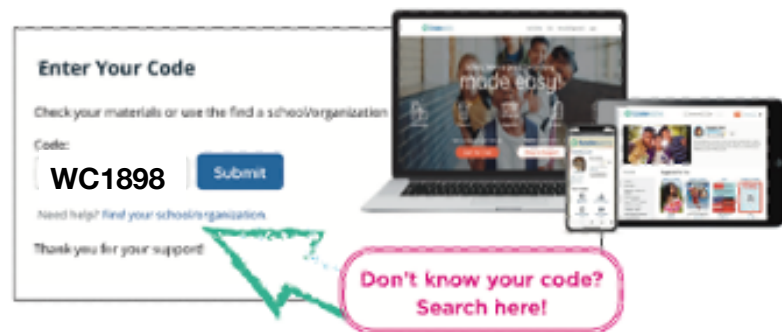 Enter Your Code
Check your materials or use the find a school/organization
Code:
WC1898
Submit
Need help? find your school/organization.
Thank you for your support!
made easy!
Don't know your code?
Search here!